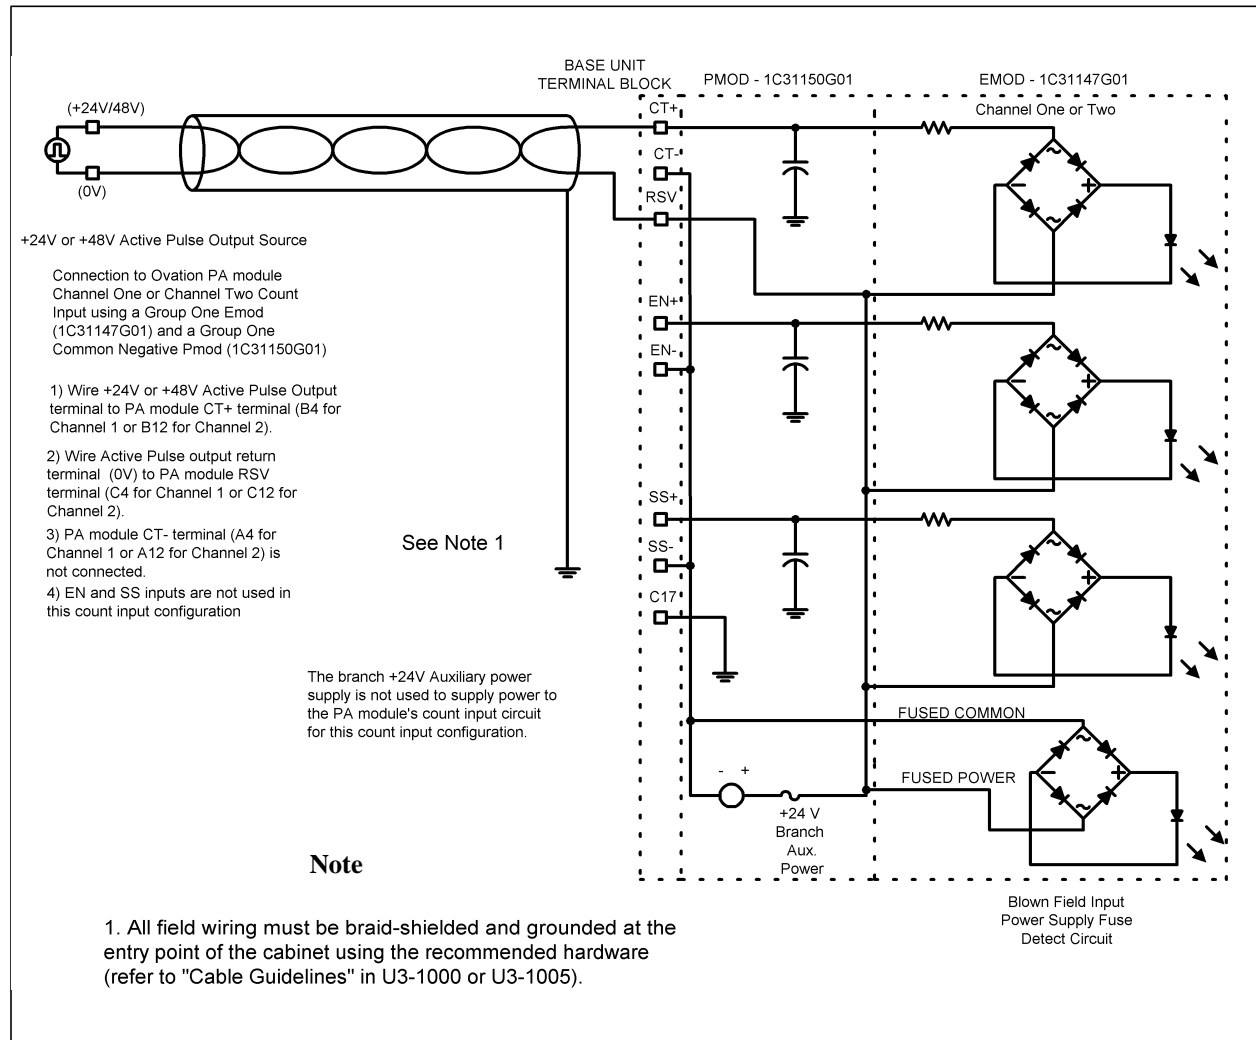 BASE UNIT
TERMINAL BLOCK
PMOD - 1C31150G01
EMOD - 1C31147G01
(+24V/48V)
CT+
Channel One or Two
CT-
(0V)
RSV
+24V or +48V Active Pulse Output Source
Connection to Ovation PA module
Channel One or Channel Two Count
Input using a Group One Emod
(1C31147G01) and a Group One
Common Negative Pmod (1C31150G01)
EN+
EN-
1) Wire +24V or +48V Active Pulse Output
terminal to PA module CT+ terminal (B4 for
Channel 1 or B12 for Channel 2).
2) Wire Active Pulse output return
terminal (0V) to PA module RSV
terminal (C4 for Channel 1 or C12 for
Channel 2).
3) PA module CT- terminal (A4 for
Channel 1 or A12 for Channel 2) is
not connected.
4) EN and SS inputs are not used in
this count input configuration
See Note 1
SS+
SS-
C17
The branch +24V Auxiliary power
supply is not used to supply power to
the PA module's count input circuit
for this count input configuration.
FUSED COMMON
FUSED POWER
- +
+24 V
Branch
Aux.
Power
Note
Blown Field Input
Power Supply Fuse
Detect Circuit
1. All field wiring must be braid-shielded and grounded at the
entry point of the cabinet using the recommended hardware
(refer to "Cable Guidelines" in U3-1000 or U3-1005).